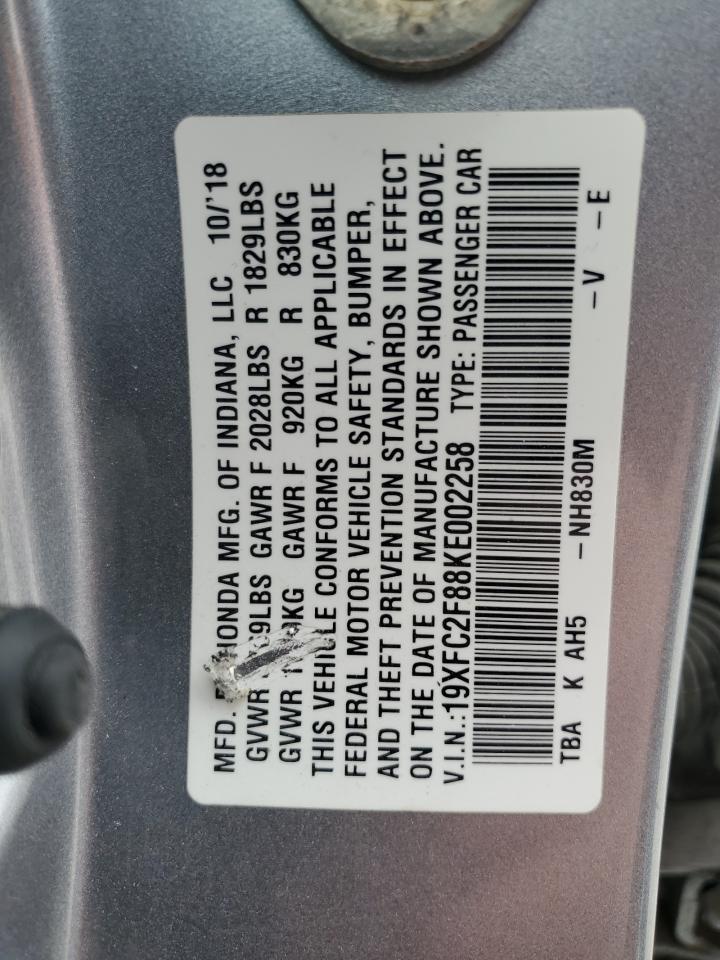 MFD. HONDA MFG. OF INDIANA, LLC 10/'18
GVWR 9LBS GAWR F 2028LBS R 1829LBS
GVWR KG GAWR F 920KG R 830KG
THIS VEHICLE CONFORMS TO ALL APPLICABLE
FEDERAL MOTOR VEHICLE SAFETY, BUMPER,
AND THEFT PREVENTION STANDARDS IN EFFECT
ON THE DATE OF MANUFACTURE SHOWN ABOVE.
V.I.N.:19XFC2F88KE002258 TYPE: PASSENGER CAR
TBA K AH5 –NH830M –V –E